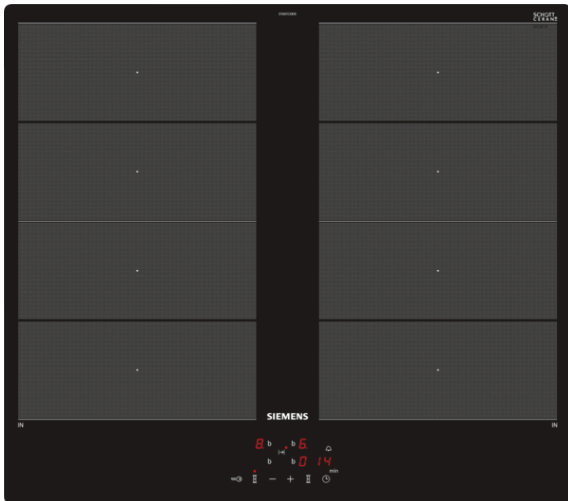 SCHOTT
CERAN
SIEMENS
IN IN
8. b b 6.
b b 0 14
min